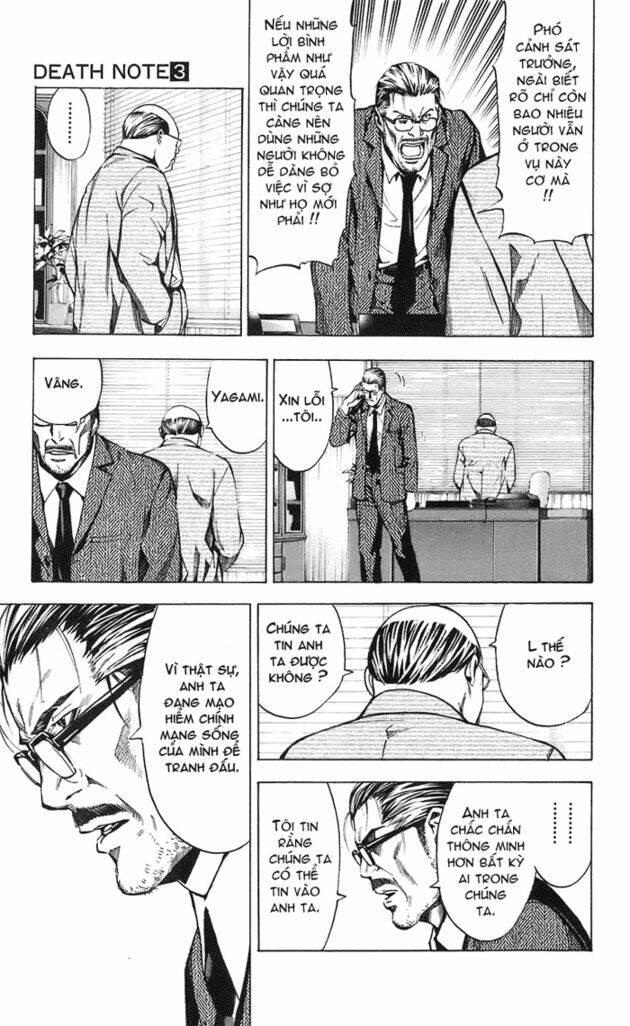 DEATH NOTE 3
PHÓ
CẢNH SÁT
TRƯỞNG,
NGÀI BIẾT
RÕ CHỈ CÒN
BAO NHIÊU
NGƯỜI VẪN
Ở TRONG
VỤ NÀY
CƠ MÀ
!!
NẾU NHỮNG
LỜI BÌNH
PHẨM NHƯ
VẬY QUÁ
QUAN TRỌNG
THÌ CHÚNG TA
CÀNG NÊN
DÙNG NHỮNG
NGƯỜI KHÔNG
DỄ DÀNG BỎ
VIỆC VÌ SỢ
NHƯ HỌ MỚI
PHẢI !!
......
XIN LỖI
...TÔI..
YAGAMI.
VÂNG.
L THẾ
NÀO ?
CHÚNG TA
TIN ANH
TA ĐƯỢC
KHÔNG ?
......
ANH TA
CHẮC CHẮN
THÔNG MINH
HƠN BẤT KỲ
AI TRONG
CHÚNG
TA.
TÔI TIN
RẰNG
CHÚNG TA
CÓ THỂ
TIN VÀO
ANH TA.
VÌ THẬT SỰ,
ANH TA
ĐANG MẠO
HIỂM CHÍNH
MẠNG SỐNG
CỦA MÌNH ĐỂ
TRANH ĐẤU.